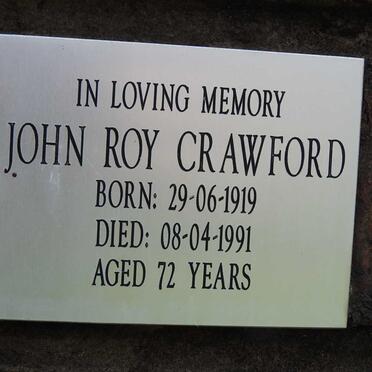 IN LOVING MEMORY
JOHN ROY CRAWFORD
BORN: 29-06-1919
DIED: 08-04-1991
AGED 72 YEARS